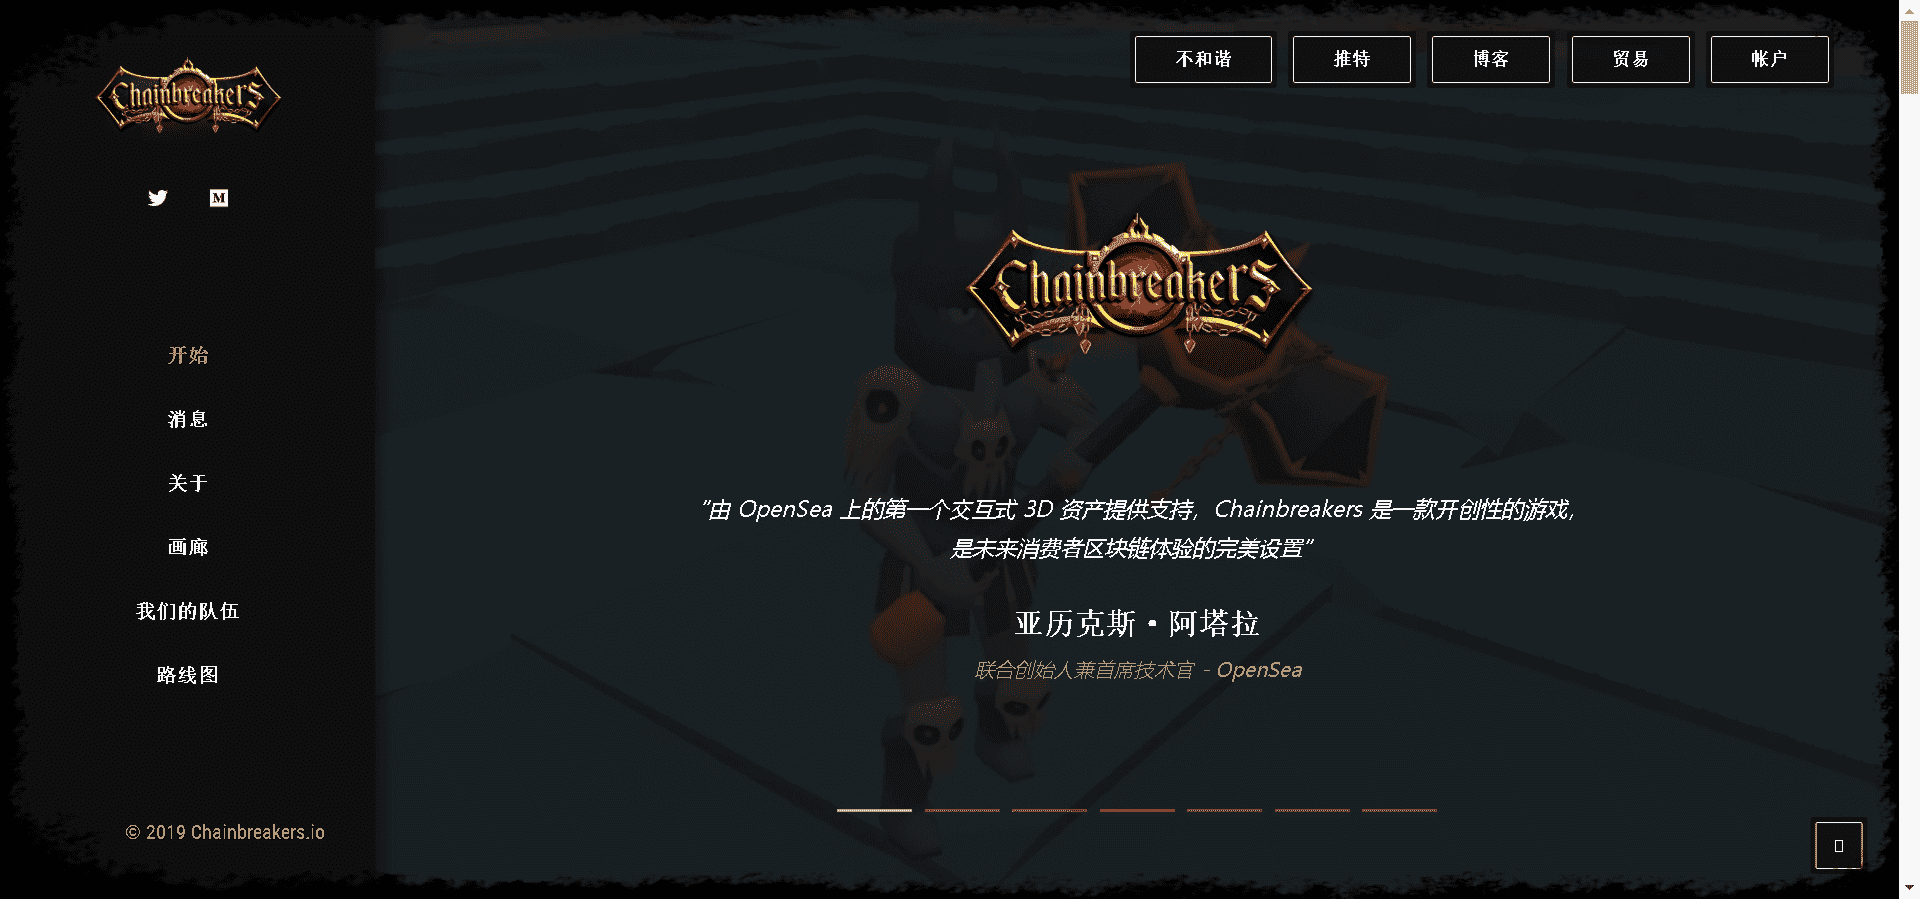 Chainbreakers
M
开始
消息
关于
画廊
我们的队伍
路线图
© 2019 Chainbreakers.io
不和谐
推特
博客
贸易
帐户
Chainbreakers
"由 OpenSea 上的第一个交互式 3D 资产提供支持，Chainbreakers 是一款开创性的游戏，
是未来消费者区块链体验的完美设置"
亚历克斯·阿塔拉
联合创始人兼首席技术官 - OpenSea